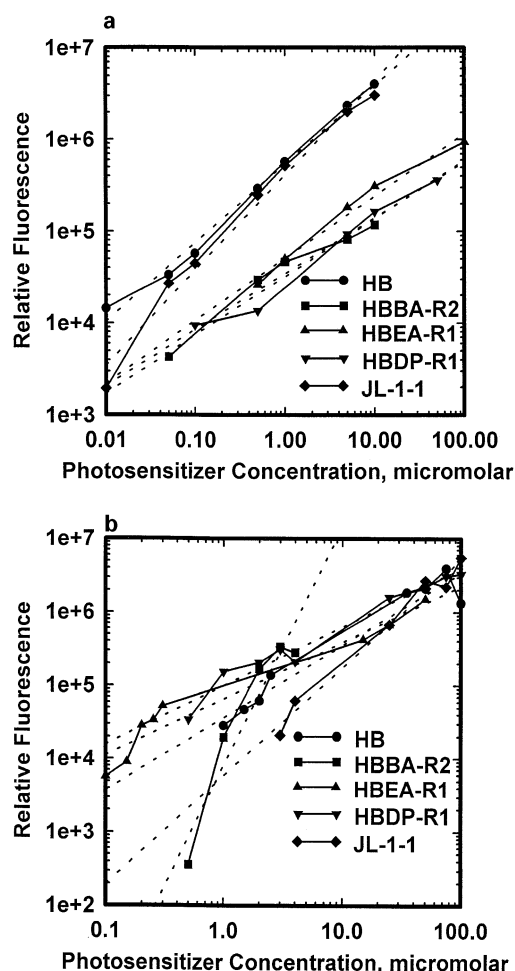 a
1e+7
1e+6
1e+5
1e+4
1e+3
Relative Fluorescence
HB
HBBA-R2
HBEA-R1
HBDP-R1
JL-1-1
0.01 0.10 1.00 10.00 100.00
Photosensitizer Concentration, micromolar
b
1e+7
1e+6
1e+5
1e+4
1e+3
1e+2
Relative Fluorescence
HB
HBBA-R2
HBEA-R1
HBDP-R1
JL-1-1
0.1 1.0 10.0 100.0
Photosensitizer Concentration, micromolar